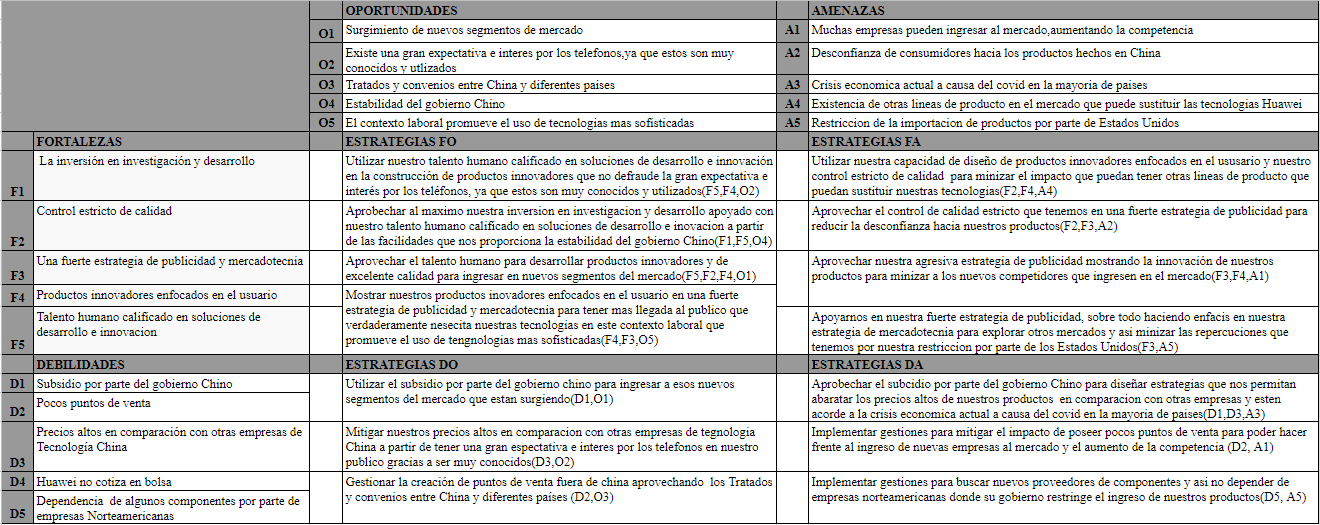 OPORTUNIDADES
AMENAZAS
O1
Surgimiento de nuevos segmentos de mercado
A1
Muchas empresas pueden ingresar al mercado,aumentando la competencia
O2
Existe una gran expectativa e interes por los telefonos,ya que estos son muy
conocidos y utlizados
A2
Desconfianza de consumidores hacia los productos hechos en China
O3
Tratados y convenios entre China y diferentes paises
A3
Crisis economica actual a causa del covid en la mayoria de paises
O4
Estabilidad del gobierno Chino
A4
Existencia de otras lineas de producto en el mercado que puede sustituir las tecnologias Huawei
O5
El contexto laboral promueve el uso de tecnologias mas sofisticadas
A5
Restriccion de la importacion de productos por parte de Estados Unidos
FORTALEZAS
ESTRATEGIAS FO
ESTRATEGIAS FA
F1
La inversión en investigación y desarrollo
Utilizar nuestro talento humano calificado en soluciones de desarrollo e innovación
en la construcción de productos innovadores que no defraude la gran expectativa e
interés por los teléfonos, ya que estos son muy conocidos y utilizados(F5,F4,O2)
Utilizar nuestra capacidad de diseño de productos innovadores enfocados en el ususario y nuestro
control estricto de calidad para minizar el impacto que puedan tener otras lineas de producto que
puedan sustituir nuestras tecnologias(F2,F4,A4)
F2
Control estricto de calidad
Aprobechar al maximo nuestra inversion en investigacion y desarrollo apoyado con
nuestro talento humano calificado en soluciones de desarrollo e inovacion a partir
de las facilidades que nos proporciona la estabilidad del gobierno Chino(F1,F5,O4)
Aprovechar el control de calidad estricto que tenemos en una fuerte estrategia de publicidad para
reducir la desconfianza hacia nuestros productos(F2,F3,A2)
F3
Una fuerte estrategia de publicidad y mercadotecnia
Aprovechar el talento humano para desarrollar productos innovadores y de
excelente calidad para ingresar en nuevos segmentos del mercado(F5,F2,F4,O1)
Aprovechar nuestra agresiva estrategia de publicidad mostrando la innovación de nuestros
productos para minizar a los nuevos competidores que ingresen en el mercado(F3,F4,A1)
F4
Productos innovadores enfocados en el usuario
Mostrar nuestros productos inovadores enfocados en el usuario en una fuerte
estrategia de publicidad y mercadotecnia para tener mas llegada al publico que
verdaderamente nesecita nuestras tecnologias en este contexto laboral que
promueve el uso de tengnologias mas sofisticadas(F4,F3,O5)
F5
Talento humano calificado en soluciones de
desarrollo e innovacion
Apoyarnos en nuestra fuerte estrategia de publicidad, sobre todo haciendo enfacis en nuestra
estrategia de mercadotecnia para explorar otros mercados y asi minizar las repercuciones que
tenemos por nuestra restriccion por parte de los Estados Unidos(F3,A5)
DEBILIDADES
ESTRATEGIAS DO
ESTRATEGIAS DA
D1
Subsidio por parte del gobierno Chino
Utilizar el subsidio por parte del gobierno chino para ingresar a esos nuevos
segmentos del mercado que estan surgiendo(D1,O1)
Aprobechar el subcidio por parte del gobierno Chino para diseñar estrategias que nos permitan
abaratar los precios altos de nuestros productos en comparacion con otras empresas y esten
acorde a la crisis economica actual a causa del covid en la mayoria de paises(D1,D3,A3)
D2
Pocos puntos de venta
D3
Precios altos en comparación con otras empresas de
Tecnología China
Mitigar nuestros precios altos en comparacion con otras empresas de tegnologia
China a partir de tener una gran espectativa e interes por los telefonos en nuestro
publico gracias a ser muy conocidos(D3,O2)
Implementar gestiones para mitigar el impacto de poseer pocos puntos de venta para poder hacer
frente al ingreso de nuevas empresas al mercado y el aumento de la competencia (D2, A1)
D4
Huawei no cotiza en bolsa
Gestionar la creación de puntos de venta fuera de china aprovechando los Tratados
y convenios entre China y diferentes países (D2,O3)
Implementar gestiones para buscar nuevos proveedores de componentes y asi no depender de
empresas norteamericanas donde su gobierno restringe el ingreso de nuestros productos(D5, A5)
D5
Dependencia de algunos componentes por parte de
empresas Norteamericanas